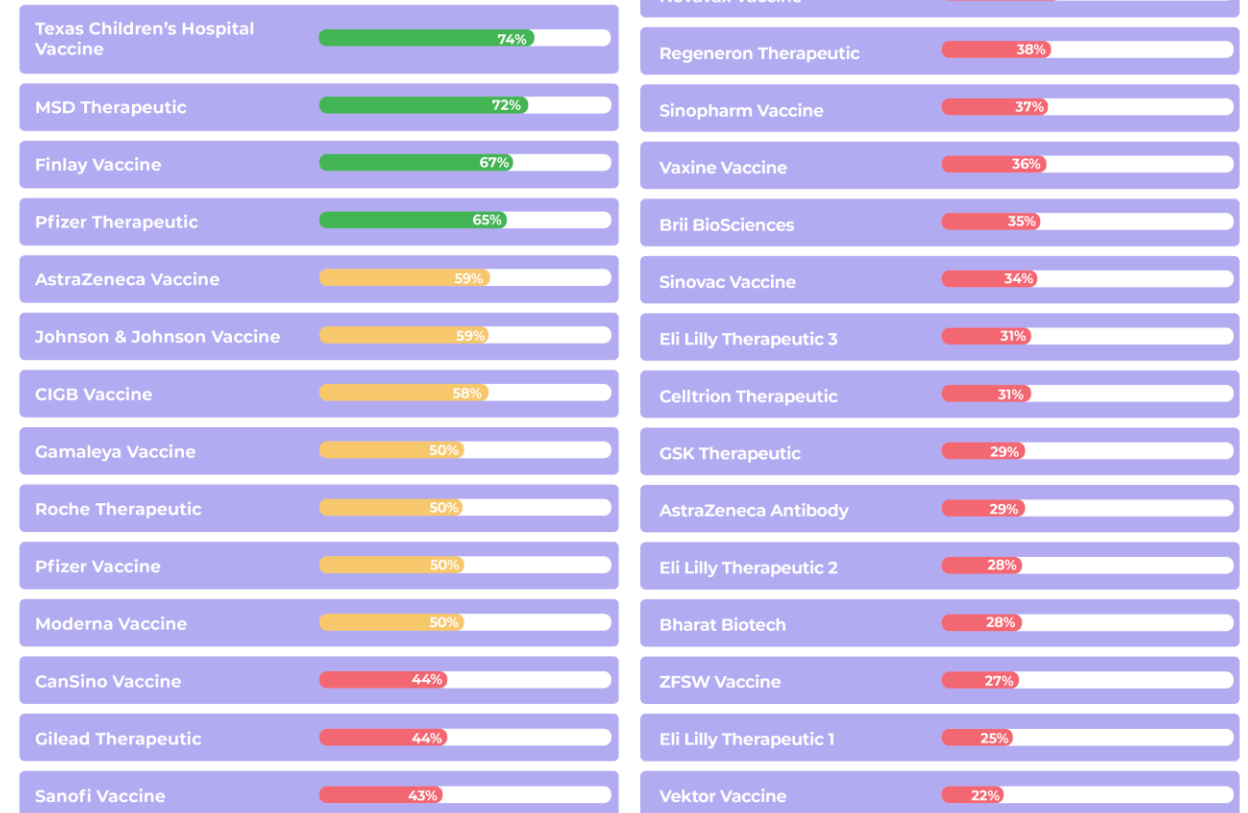 Texas Children's Hospital
Vaccine
74%
MSD Therapeutic
72%
Finlay Vaccine
67%
Pfizer Therapeutic
65%
AstraZeneca Vaccine
59%
Johnson & Johnson Vaccine
59%
CIGB Vaccine
58%
Gamaleya Vaccine
50%
Roche Therapeutic
50%
Pfizer Vaccine
50%
Moderna Vaccine
50%
CanSino Vaccine
44%
Gilead Therapeutic
44%
Sanofi Vaccine
43%
Novavax Vaccine
Regeneron Therapeutic
38%
Sinopharm Vaccine
37%
Vaxine Vaccine
36%
Brii BioSciences
35%
Sinovac Vaccine
34%
Eli Lilly Therapeutic 3
31%
Celltrion Therapeutic
31%
GSK Therapeutic
29%
AstraZeneca Antibody
29%
Eli Lilly Therapeutic 2
28%
Bharat Biotech
28%
ZFSW Vaccine
27%
Eli Lilly Therapeutic 1
25%
Vektor Vaccine
22%